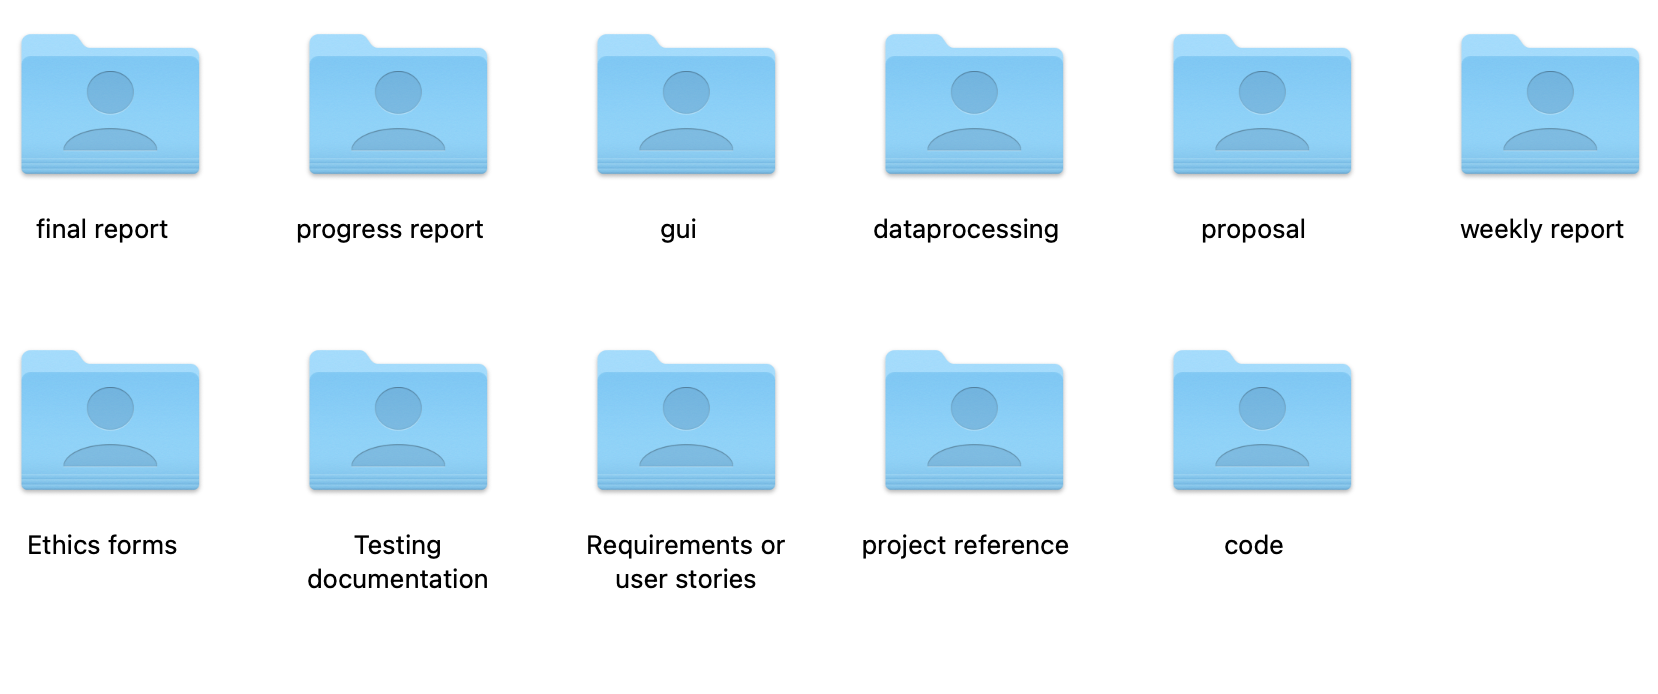 final report
progress report
gui
dataprocessing
proposal
weekly report
Ethics forms
Testing
documentation
Requirements or
user stories
project reference
code